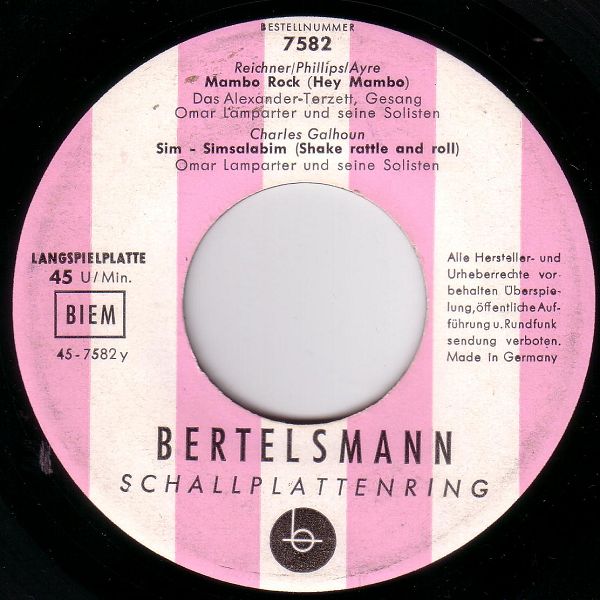 BESTELLNUMMER
7582
Reichner/Phillips/Ayre
Mambo Rock (Hey Mambo)
Das Alexander-Terzett, Gesang
Omar Lamparter und seine Solisten
Charles Galhoun
Sim - Simsalabim (Shake rattle and roll)
Omar Lamparter und seine Solisten
LANGSPIELPLATTE
45 U/Min.
BIEM
45-7582 y
Alle Hersteller- und
Urheberrechte vor-
behalten Überspie-
lung, öffentliche Auf-
führung u. Rundfunk
sendung verboten.
Made in Germany
BERTELSMANN
SCHALLPLATTENRING
b